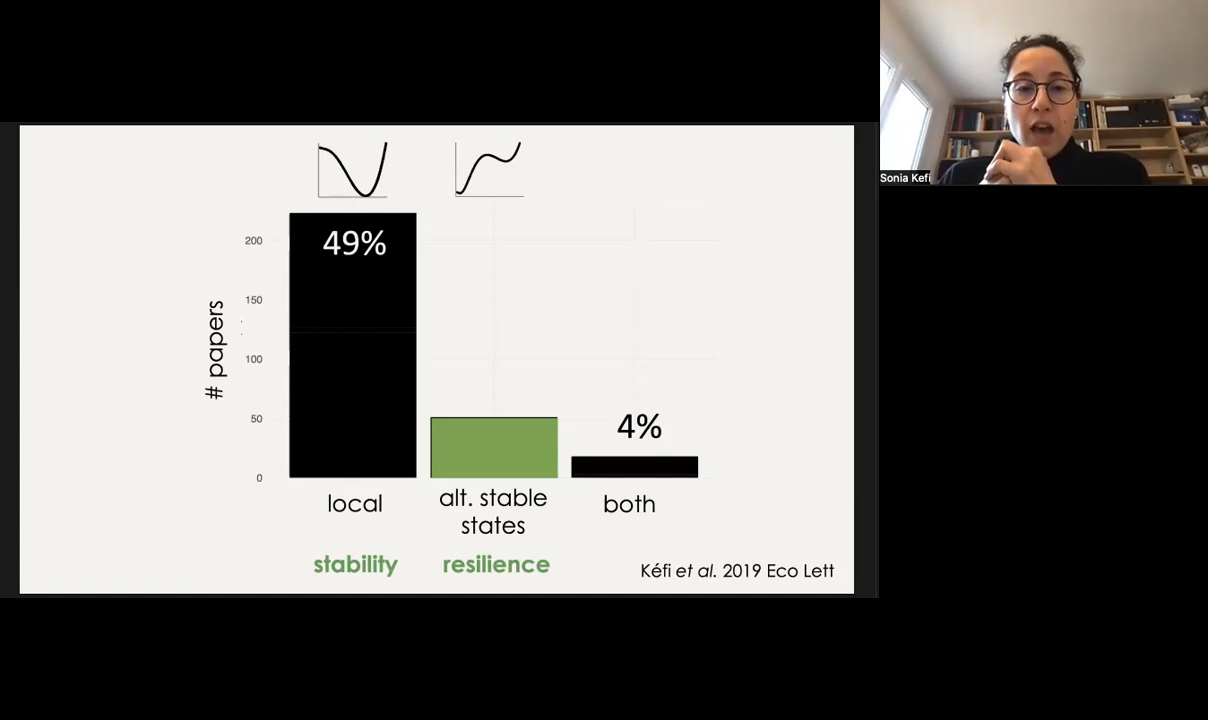 Sonia Kefi
49%
200
150
100
50
0
# papers
4%
local
alt. stable
states
both
stability
resilience
Kéfi et al. 2019 Eco Lett